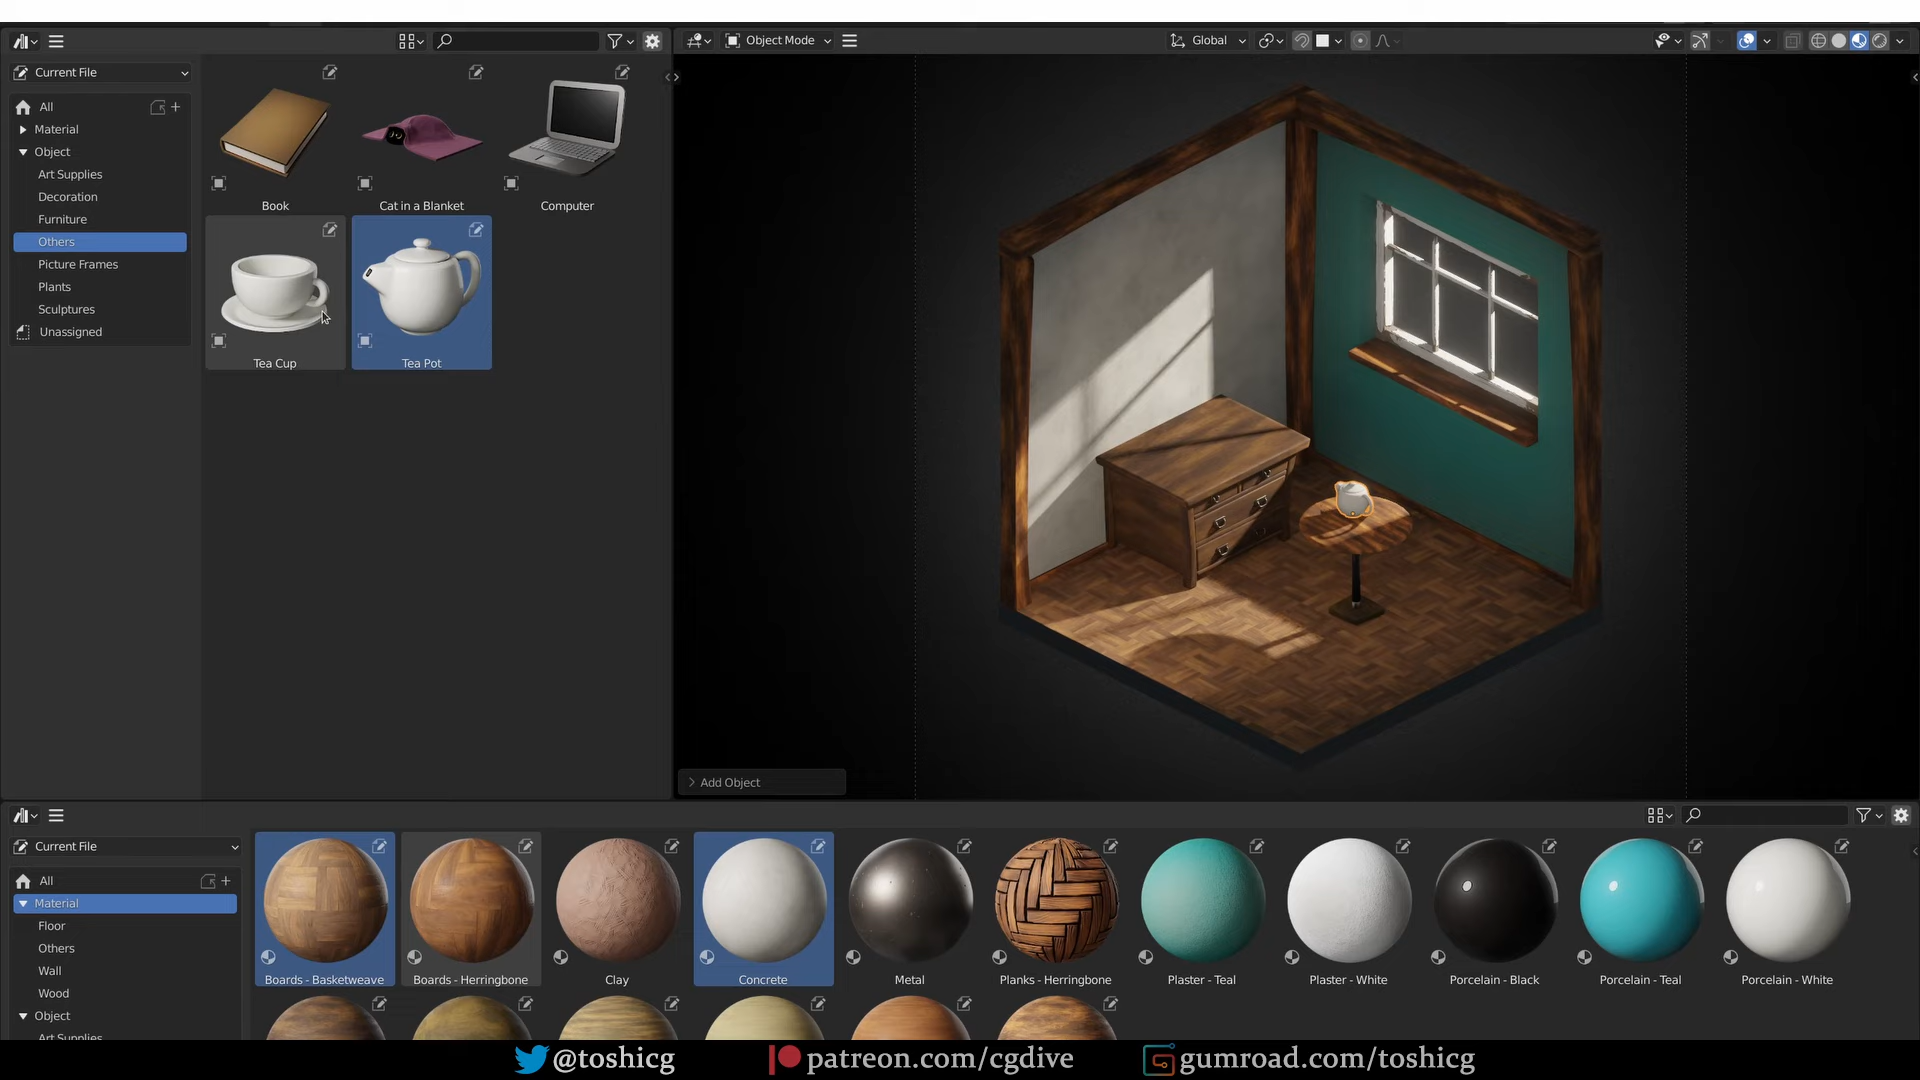 Object Mode
Global
Current File
All
Material
Object
Art Supplies
Decoration
Furniture
Others
Picture Frames
Plants
Sculptures
Unassigned
Book
Cat in a Blanket
Computer
Tea Cup
Tea Pot
Add Object
Current File
All
Material
Floor
Others
Wall
Wood
Object
Art Supplies
Boards - Basketweave
Boards - Herringbone
Clay
Concrete
Metal
Planks - Herringbone
Plaster - Teal
Plaster - White
Porcelain - Black
Porcelain - Teal
Porcelain - White
@toshicg
patreon.com/cgdive
gumroad.com/toshicg